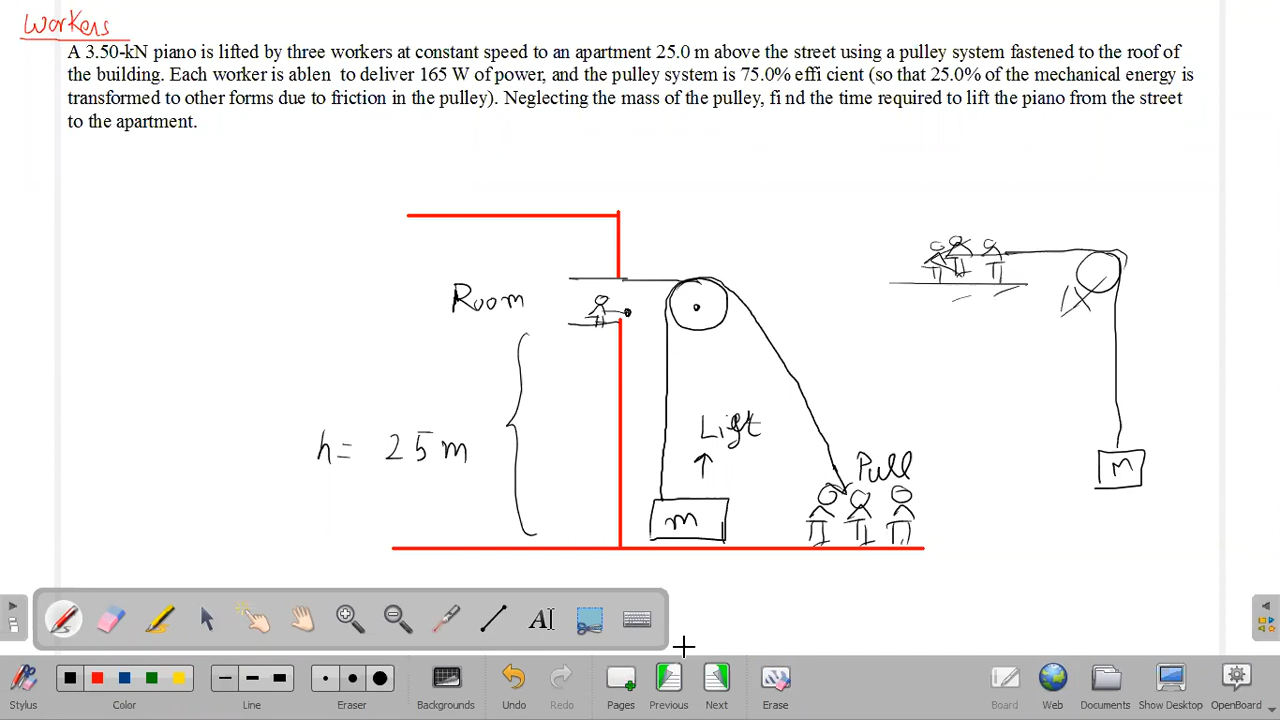 Workers
A 3.50-kN piano is lifted by three workers at constant speed to an apartment 25.0 m above the street using a pulley system fastened to the roof of
the building. Each worker is ablen to deliver 165 W of power, and the pulley system is 75.0% effi cient (so that 25.0% of the mechanical energy is
transformed to other forms due to friction in the pulley). Neglecting the mass of the pulley, fi nd the time required to lift the piano from the street
to the apartment.
Room
h= 25 m
Lift
Pull
m
M
AI
Stylus
Color
Line
Eraser
Backgrounds
Undo
Redo
Pages
Previous
Next
Erase
Board
Web
Documents
Show Desktop
OpenBoard